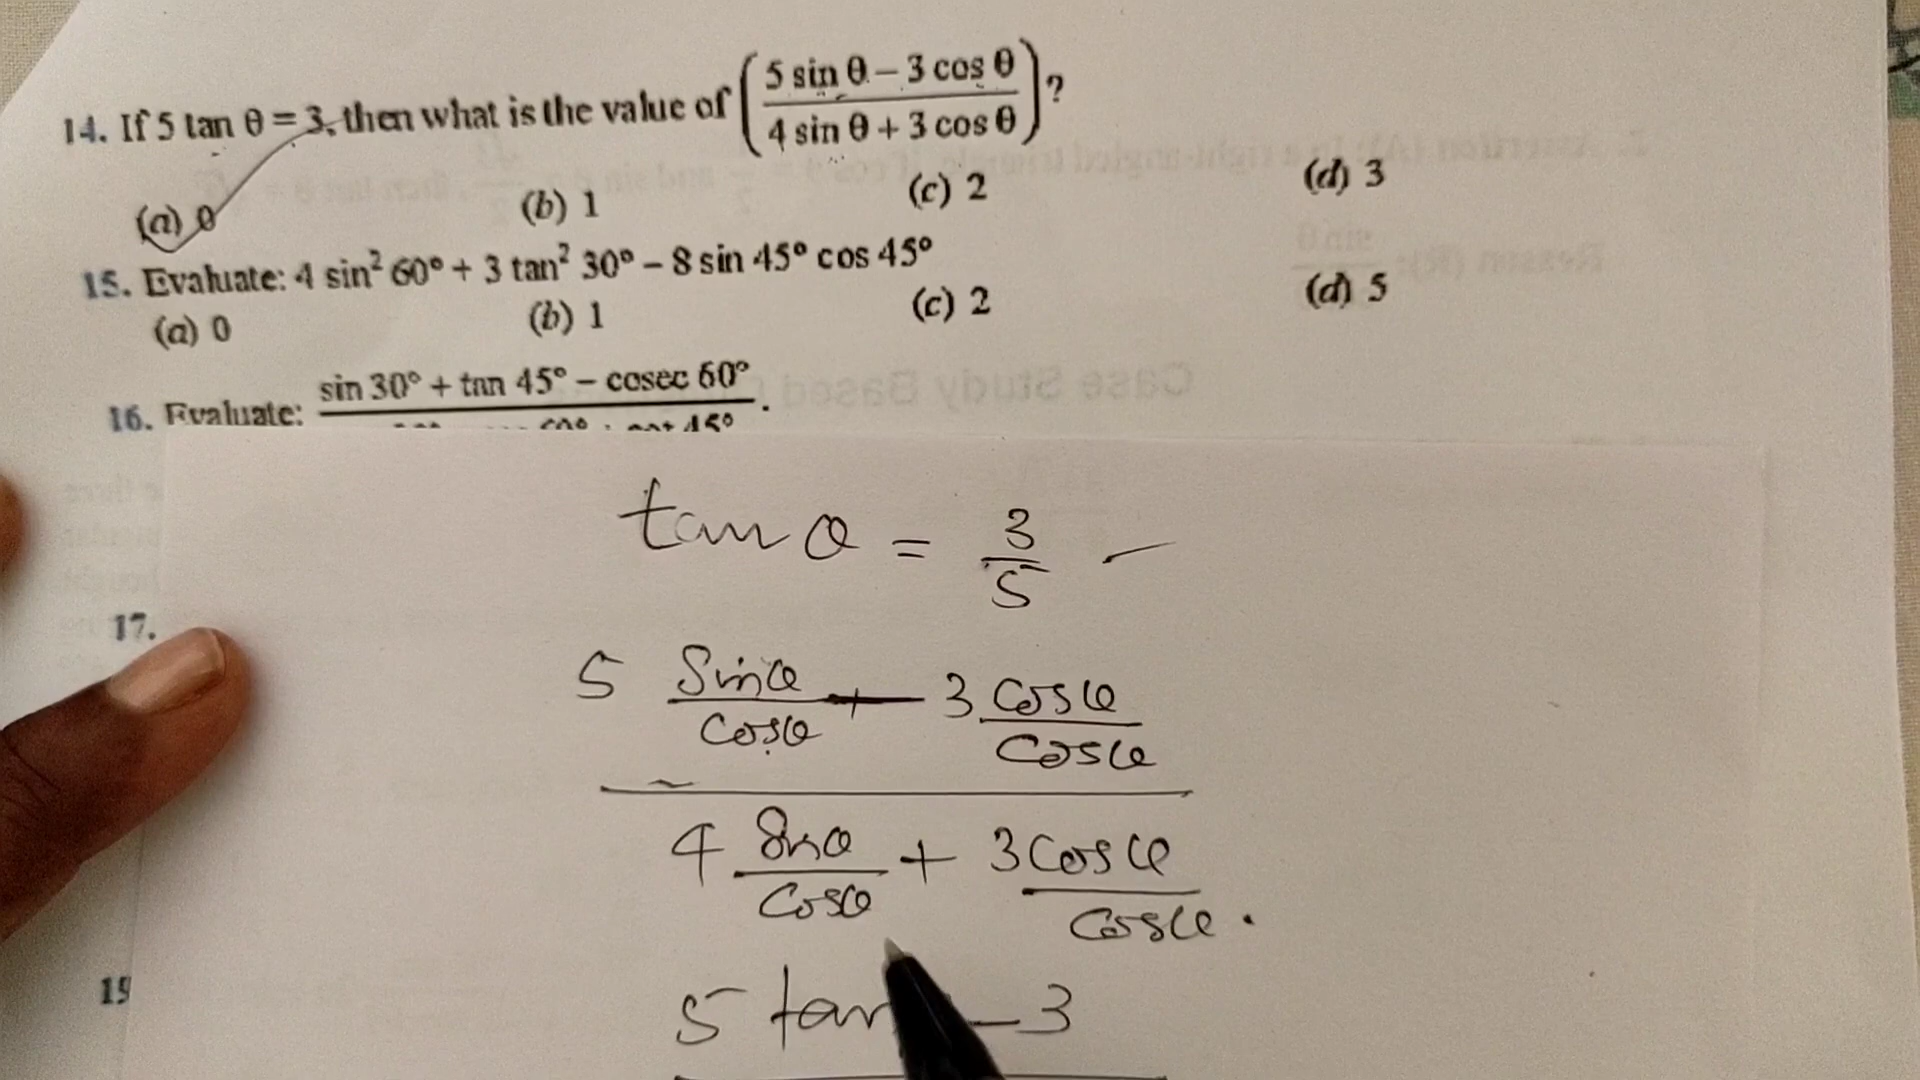 14. If 5 tan θ = 3, then what is the value of (5 sin θ – 3 cos θ / 4 sin θ + 3 cos θ)?
(a) 0 (b) 1 (c) 2 (d) 3
15. Evaluate: 4 sin² 60° + 3 tan² 30° – 8 sin 45° cos 45°
(a) 0 (b) 1 (c) 2 (d) 5
16. Evaluate: sin 30° + tan 45° – cosec 60°
45°
tan θ = 3/5
17.
5 sinθ/cosθ – 3 cosθ/cosθ
4 sinθ/cosθ + 3 cosθ/cosθ .
19
5 tan – 3